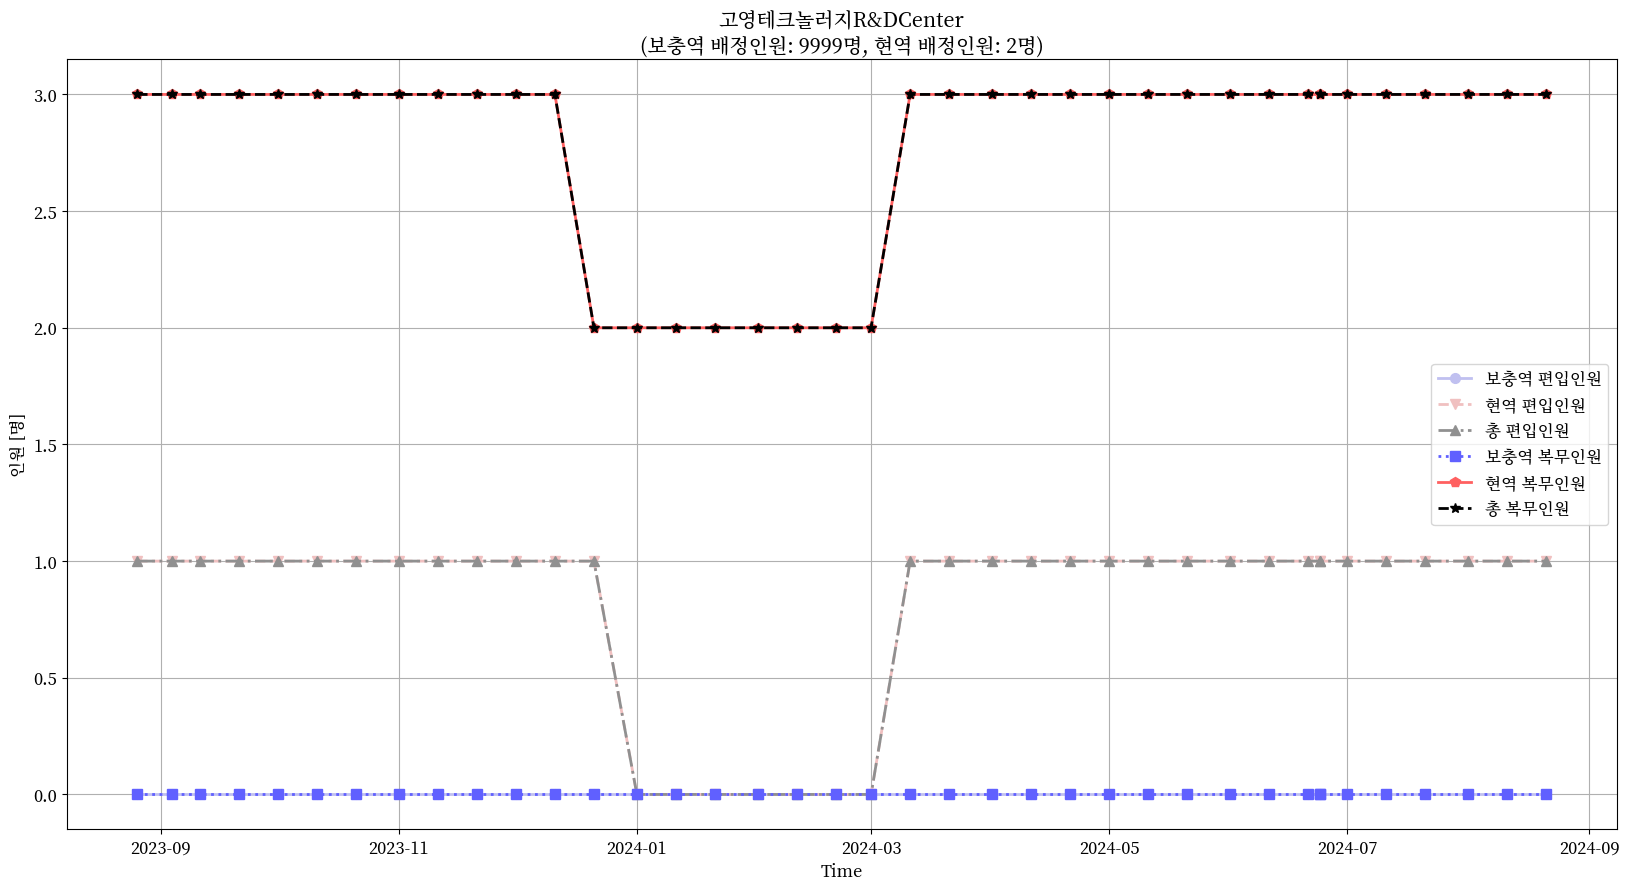 고영테크놀러지R&DCenter
(보충역 배정인원: 9999명, 현역 배정인원: 2명)
3.0
2.5
2.0
1.5
1.0
0.5
0.0
인원 [명]
보충역 편입인원
현역 편입인원
총 편입인원
보충역 복무인원
현역 복무인원
총 복무인원
2023-09
2023-11
2024-01
2024-03
2024-05
2024-07
2024-09
Time